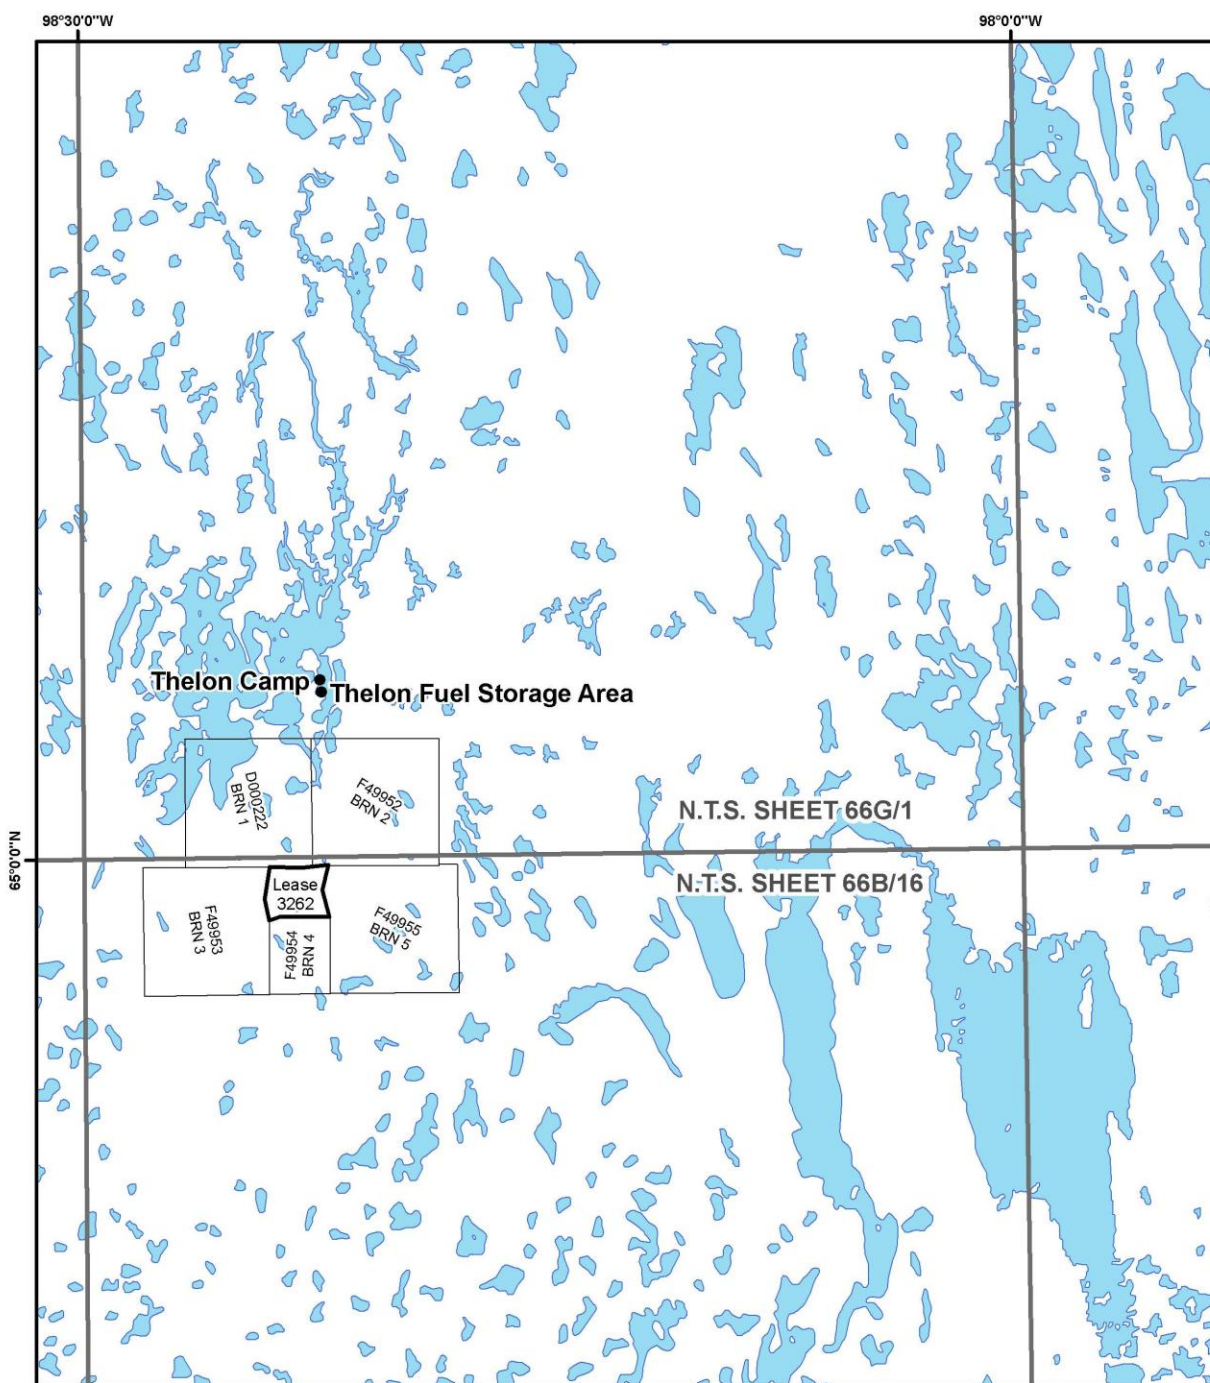 98°30'0"W
98°0'0"W
Thelon Camp
Thelon Fuel Storage Area
D000222
BRN 1
F49952
BRN 2
N.T.S. SHEET 66G/1
65°0'0"N
N.T.S. SHEET 66B/16
Lease
3262
F49953
BRN 3
F49954
BRN 4
F49955
BRN 5